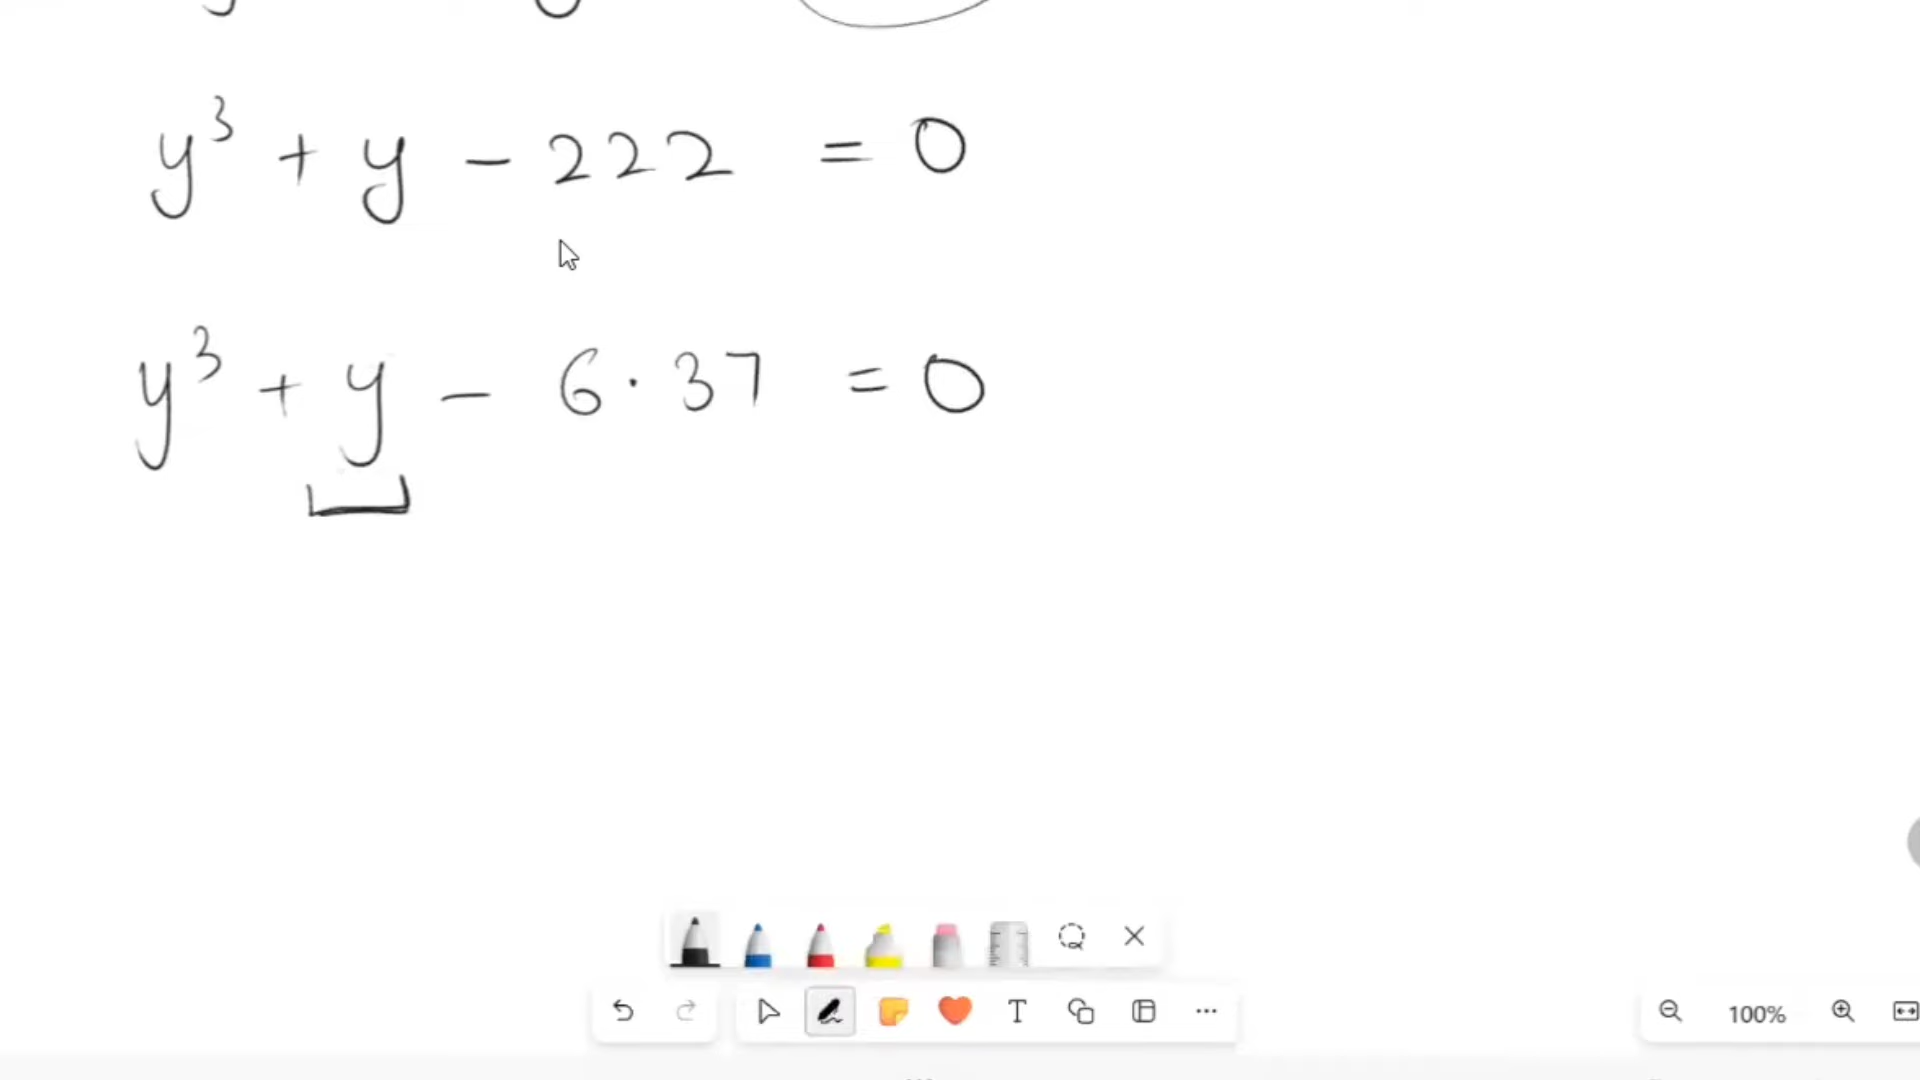 y³ + y - 222 = 0
y³ + y - 6·37 = 0
T
100%